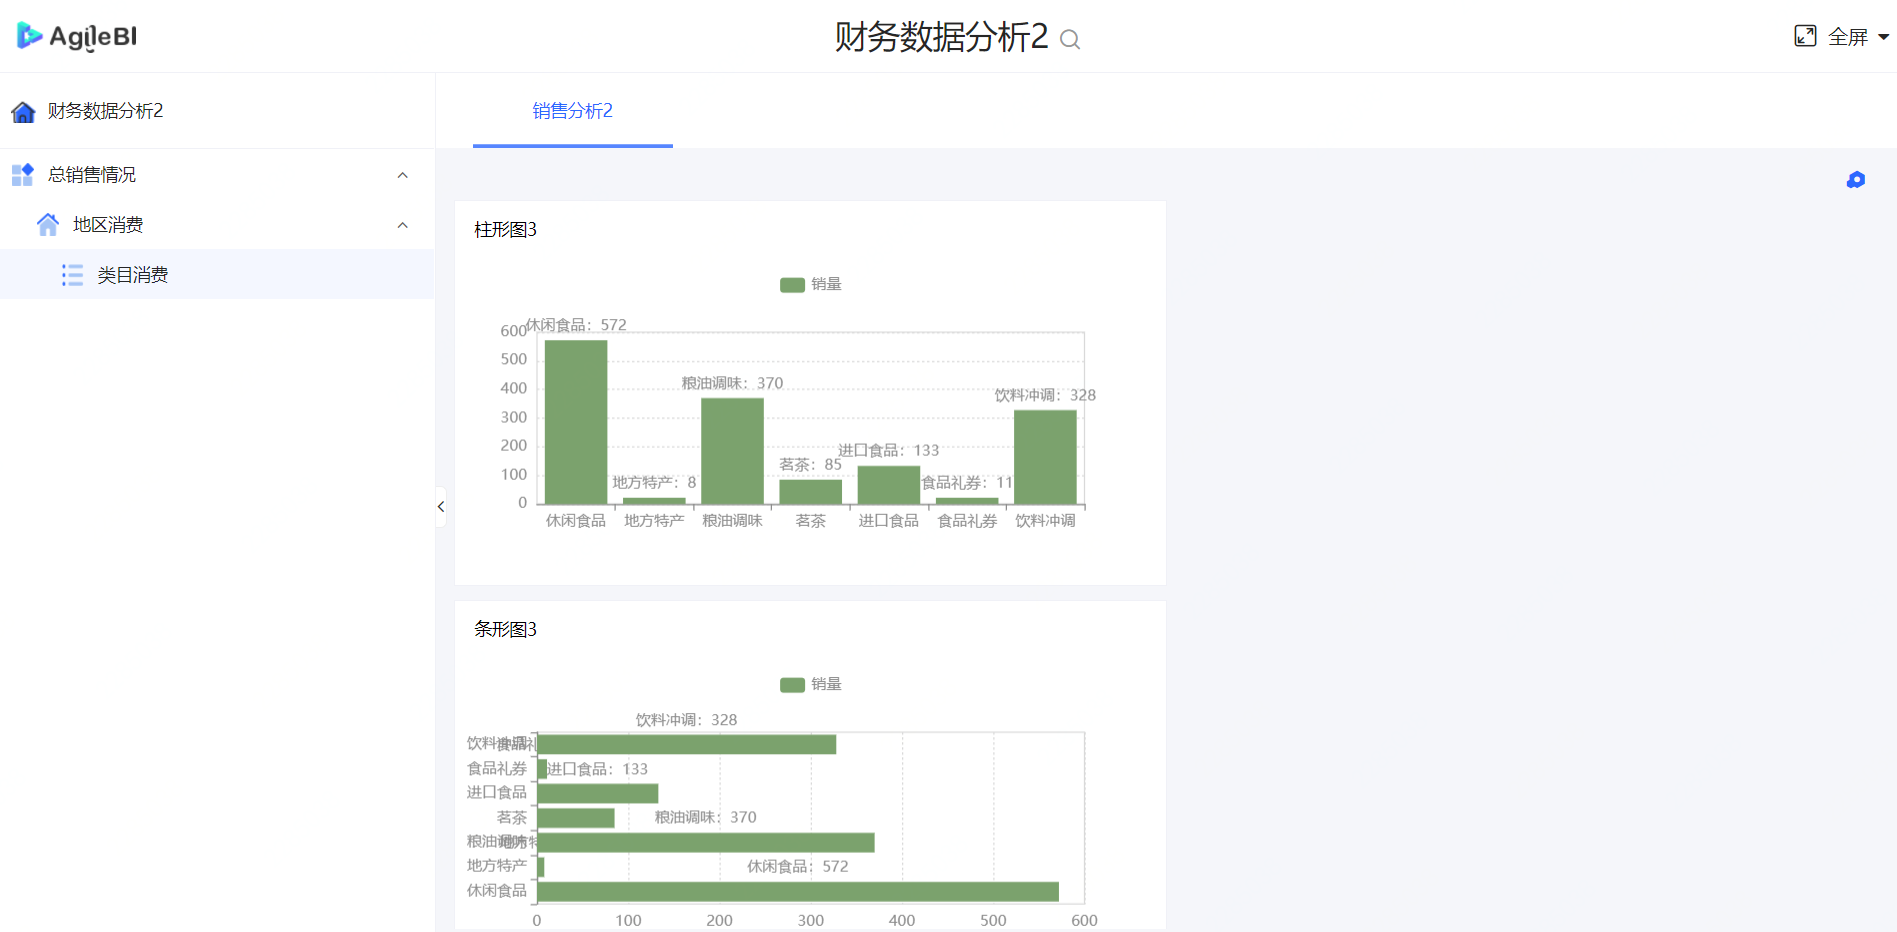 AgileBI
财务数据分析2
全屏
财务数据分析2
总销售情况
地区消费
类目消费
销售分析2
柱形图3
销量
休闲食品：572
粮油调味：370
饮料冲调：328
进口食品：133
茗茶：85
地方特产：8
食品礼券：11
600
500
400
300
200
100
0
休闲食品 地方特产 粮油调味 茗茶 进口食品 食品礼券 饮料冲调
条形图3
销量
饮料冲调：328
饮料冲调
食品礼券
进口食品：133
进口食品
茗茶
粮油调味：370
粮油调味
地方特产
休闲食品：572
休闲食品
0 100 200 300 400 500 600